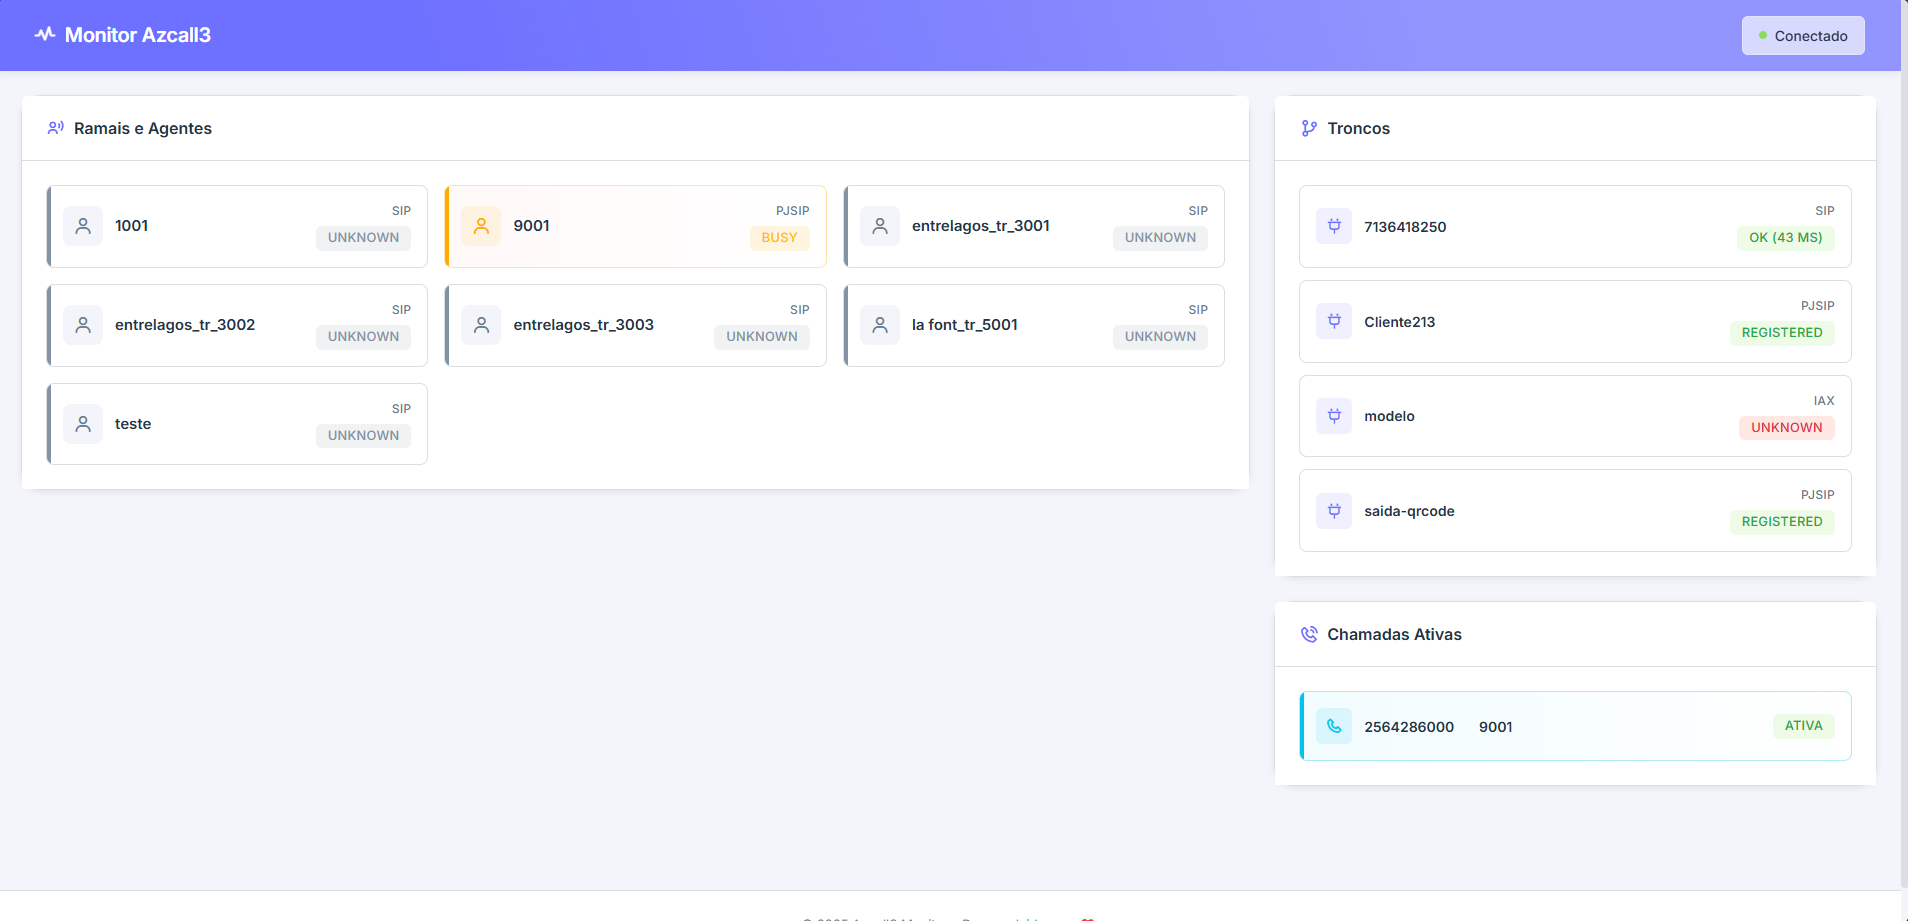 Monitor Azcall3
Conectado
Ramais e Agentes
1001
SIP
UNKNOWN
9001
PJSIP
BUSY
entrelagos_tr_3001
SIP
UNKNOWN
entrelagos_tr_3002
SIP
UNKNOWN
entrelagos_tr_3003
SIP
UNKNOWN
la font_tr_5001
SIP
UNKNOWN
teste
SIP
UNKNOWN
Troncos
7136418250
SIP
OK (43 MS)
Cliente213
PJSIP
REGISTERED
modelo
IAX
UNKNOWN
saida-qrcode
PJSIP
REGISTERED
Chamadas Ativas
2564286000 9001
ATIVA